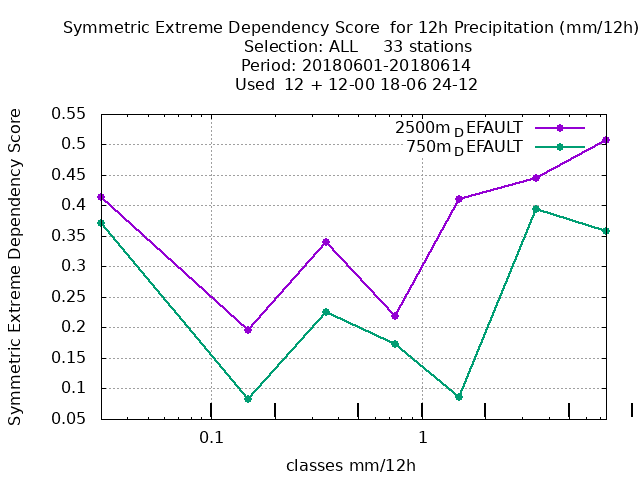 Symmetric Extreme Dependency Score  for 12h Precipitation (mm/12h)
Selection: ALL     33 stations
Period: 20180601-20180614
Used  12 + 12-00 18-06 24-12
Symmetric Extreme Dependency Score
0.55
0.5
0.45
0.4
0.35
0.3
0.25
0.2
0.15
0.1
0.05
2500mDEFAULT
750mDEFAULT
0.1
1
classes mm/12h